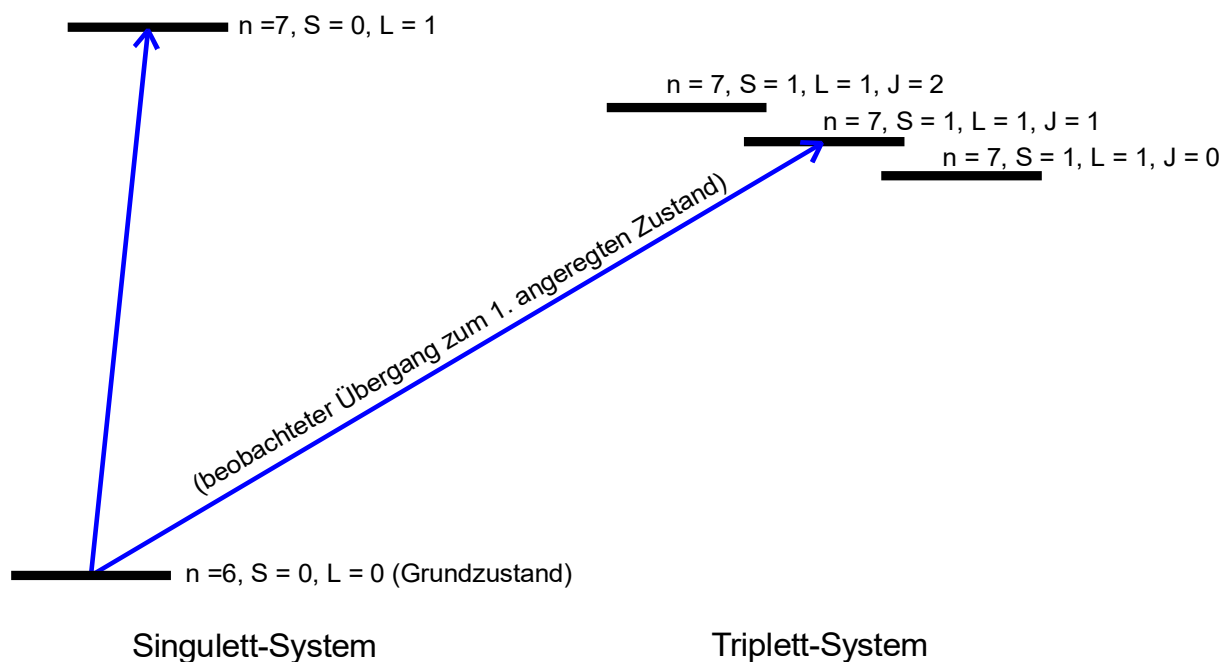 n =7, S = 0, L = 1
n = 7, S = 1, L = 1, J = 2
n = 7, S = 1, L = 1, J = 1
n = 7, S = 1, L = 1, J = 0
(beobachteter Übergang zum 1. angeregten Zustand)
n =6, S = 0, L = 0 (Grundzustand)
Singulett-System
Triplett-System